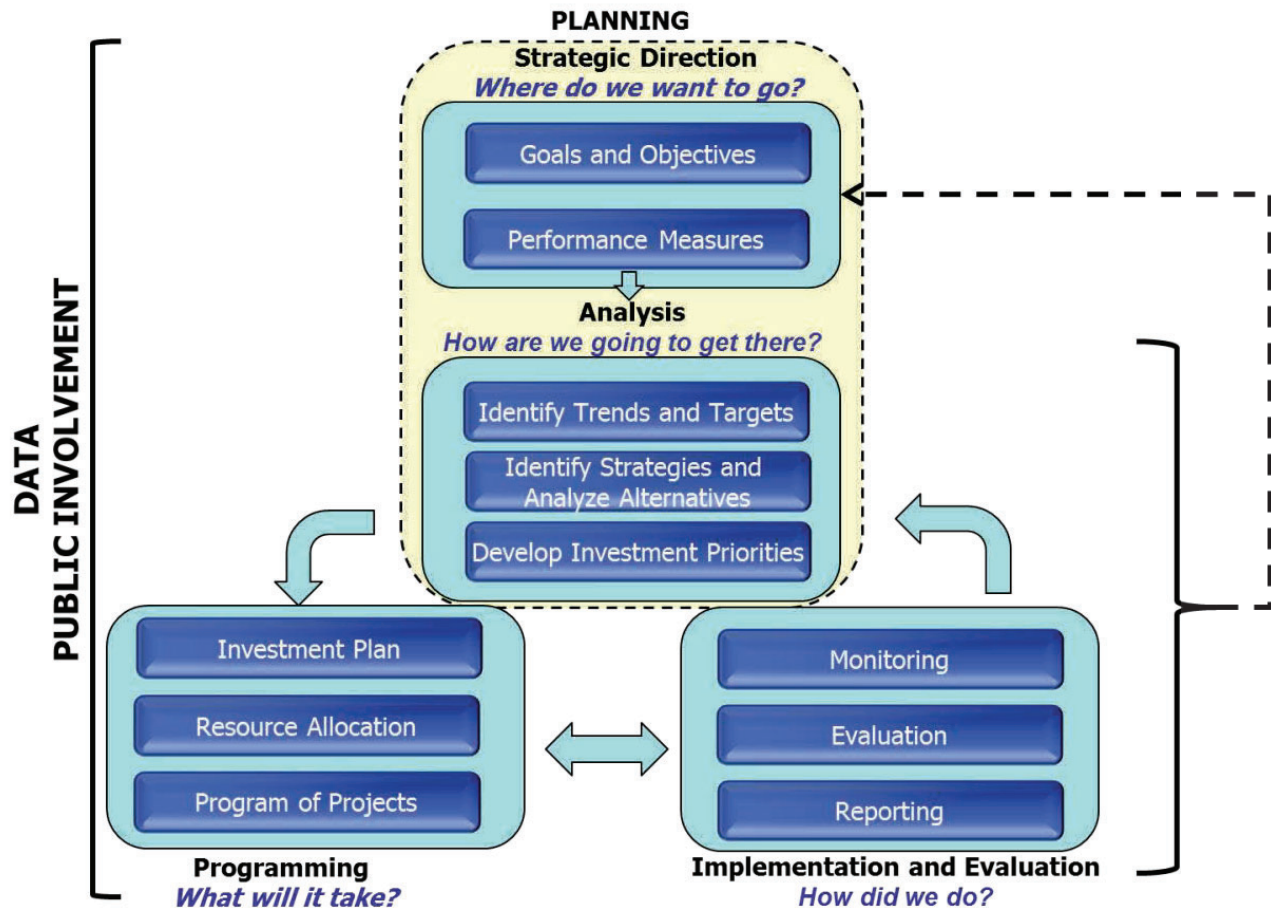 PLANNING
Strategic Direction
Where do we want to go?
Goals and Objectives
Performance Measures
Analysis
How are we going to get there?
Identify Trends and Targets
Identify Strategies and
Analyze Alternatives
Develop Investment Priorities
DATA
PUBLIC INVOLVEMENT
Investment Plan
Resource Allocation
Program of Projects
Programming
What will it take?
Monitoring
Evaluation
Reporting
Implementation and Evaluation
How did we do?